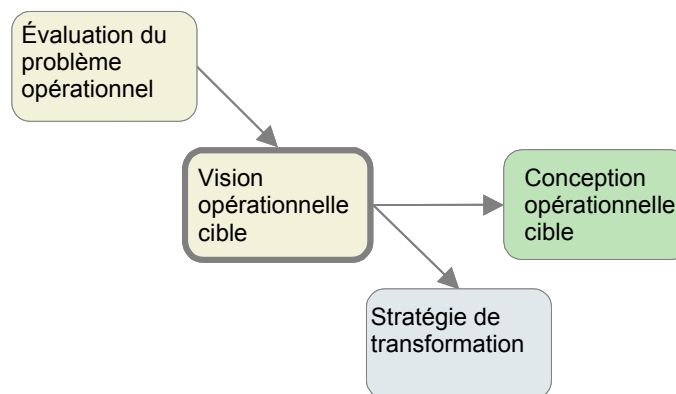 Évaluation du
problème
opérationnel
Vision
opérationnelle
cible
Conception
opérationnelle
cible
Stratégie de
transformation